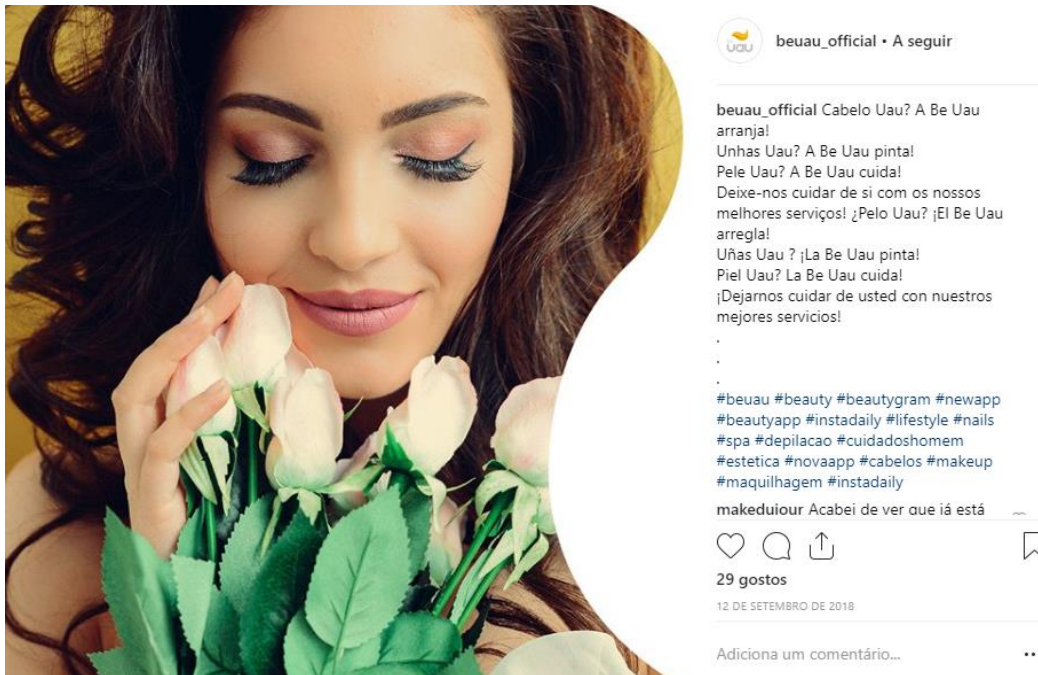 uau
beuau_official • A seguir
beuau_official Cabelo Uau? A Be Uau
arranja!
Unhas Uau? A Be Uau pinta!
Pele Uau? A Be Uau cuida!
Deixe-nos cuidar de si com os nossos
melhores serviços! ¿Pelo Uau? ¡El Be Uau
arregla!
Uñas Uau ? ¡La Be Uau pinta!
Piel Uau? La Be Uau cuida!
¡Dejarnos cuidar de usted con nuestros
mejores servicios!
.
.
.
#beuau #beauty #beautygram #newapp
#beautyapp #instadaily #lifestyle #nails
#spa #depilacao #cuidadoshomem
#estetica #novaapp #cabelos #makeup
#maquilhagem #instadaily
makeduiour Acabei de ver que já está
29 gostos
12 DE SETEMBRO DE 2018
Adiciona um comentário...